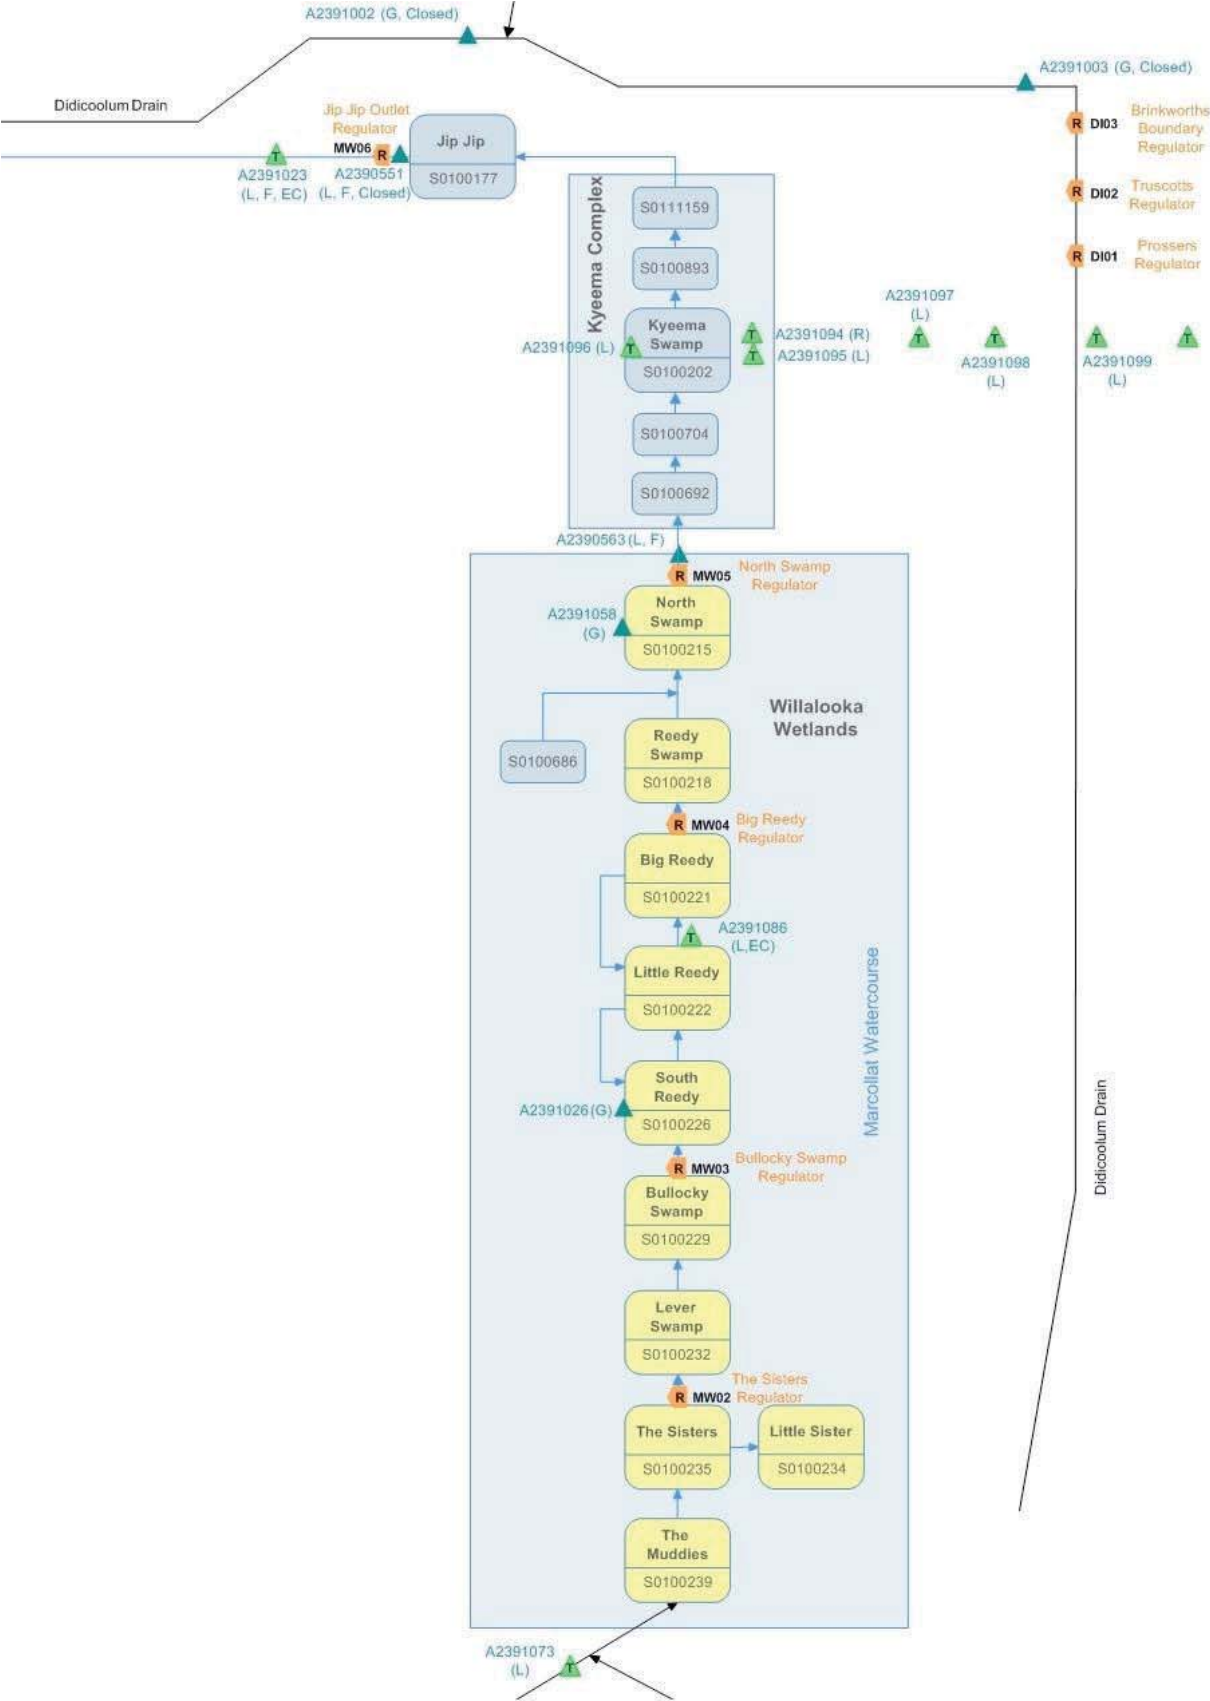 A2391002 (G, Closed)
A2391003 (G, Closed)
Didicoolum Drain
Jip Jip Outlet
Regulator
MW06
R
A2390551
(L, F, Closed)
T
A2391023
(L, F, EC)
Jip Jip
S0100177
R
DI03
Brinkworths
Boundary
Regulator
R
DI02
Truscotts
Regulator
R
DI01
Prossers
Regulator
Kyeema Complex
S0111159
S0100893
Kyeema
Swamp
S0100202
A2391096 (L)
T
T
A2391094 (R)
T
A2391095 (L)
A2391097
(L)
T
T
A2391098
(L)
T
A2391099
(L)
T
S0100704
S0100692
A2390563 (L, F)
R
MW05
North Swamp
Regulator
North
Swamp
S0100215
A2391058
(G)
Willalooka
Wetlands
Reedy
Swamp
S0100218
S0100686
R
MW04
Big Reedy
Regulator
Big Reedy
S0100221
T
A2391086
(L,EC)
Little Reedy
S0100222
Marcollat Watercourse
South
Reedy
S0100226
A2391026 (G)
Didicoolum Drain
R
MW03
Bullocky Swamp
Regulator
Bullocky
Swamp
S0100229
Lever
Swamp
S0100232
R
MW02
The Sisters
Regulator
The Sisters
S0100235
Little Sister
S0100234
The
Muddies
S0100239
A2391073
(L)
T